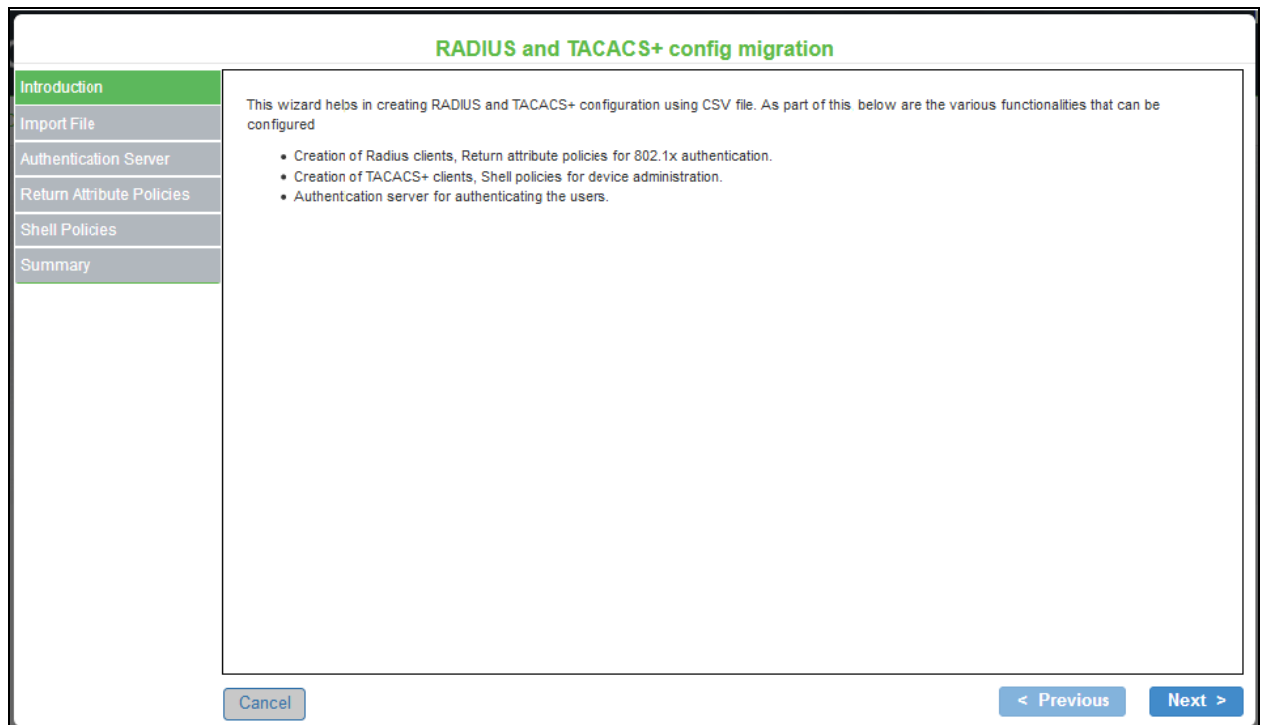 RADIUS and TACACS+ config migration
Introduction
Import File
Authentication Server
Return Attribute Policies
Shell Policies
Summary
This wizard helps in creating RADIUS and TACACS+ configuration using CSV file. As part of this below are the various functionalities that can be
configured
• Creation of Radius clients, Return attribute policies for 802.1x authentication.
• Creation of TACACS+ clients, Shell policies for device administration.
• Authentcation server for authenticating the users.
Cancel
< Previous
Next >